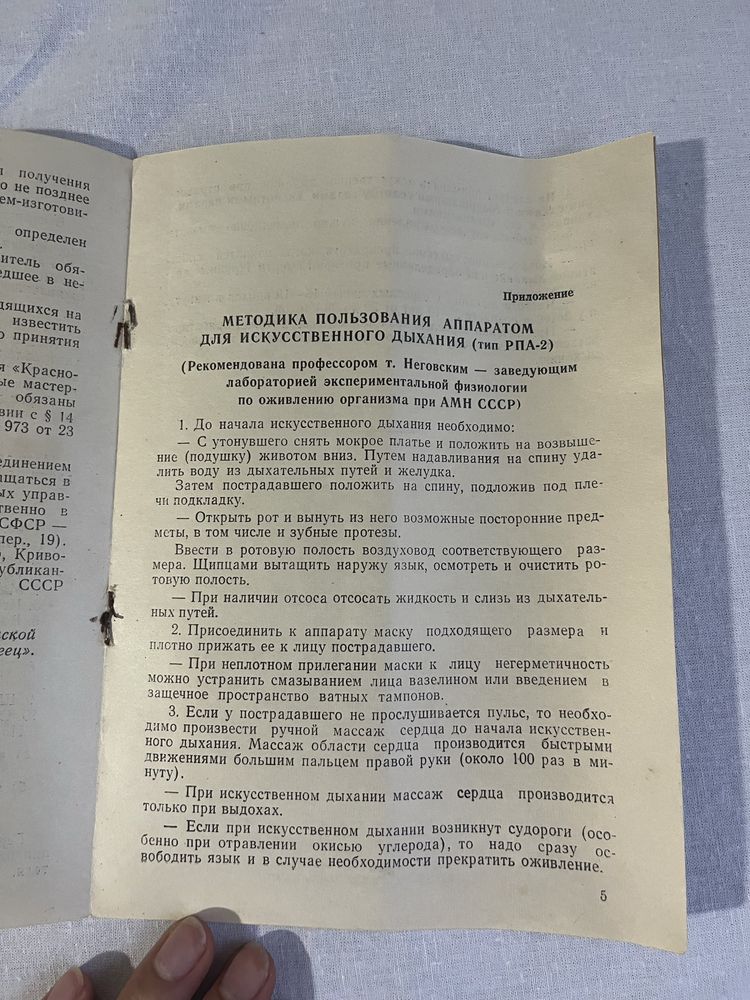 получения
о не позднее
ем-изготови-
определен
итель обя-
едшее в не-
дящихся на
известить
о принятия
я «Красно-
ые мастер-
обязаны
вии с § 14
973 от 23
единением
ащаться в
ых управ-
ственно в
СФСР —
пер., 19).
о, Криво-
публикан-
СССР
ской
ец».
Приложение
МЕТОДИКА ПОЛЬЗОВАНИЯ АППАРАТОМ
ДЛЯ ИСКУССТВЕННОГО ДЫХАНИЯ (тип РПА-2)
(Рекомендована профессором т. Неговским — заведующим
лабораторией экспериментальной физиологии
по оживлению организма при АМН СССР)
1. До начала искусственного дыхания необходимо:
— С утонувшего снять мокрое платье и положить на возвыше-
ние (подушку) животом вниз. Путем надавливания на спину уда-
лить воду из дыхательных путей и желудка.
Затем пострадавшего положить на спину, подложив под пле-
чи подкладку.
— Открыть рот и вынуть из него возможные посторонние пред-
меты, в том числе и зубные протезы.
Ввести в ротовую полость воздуховод соответствующего раз-
мера. Щипцами вытащить наружу язык, осмотреть и очистить ро-
товую полость.
— При наличии отсоса отсосать жидкость и слизь из дыхатель-
ных путей.
2. Присоединить к аппарату маску подходящего размера и
плотно прижать ее к лицу пострадавшего.
— При неплотном прилегании маски к лицу негерметичность
можно устранить смазыванием лица вазелином или введением в
защечное пространство ватных тампонов.
3. Если у пострадавшего не прослушивается пульс, то необхо-
димо произвести ручной массаж сердца до начала искусствен-
ного дыхания. Массаж области сердца производится быстрыми
движениями большим пальцем правой руки (около 100 раз в ми-
нуту).
— При искусственном дыхании массаж сердца производится
только при выдохах.
— Если при искусственном дыхании возникнут судороги (осо-
бенно при отравлении окисью углерода), то надо сразу ос-
вободить язык и в случае необходимости прекратить оживление.
5